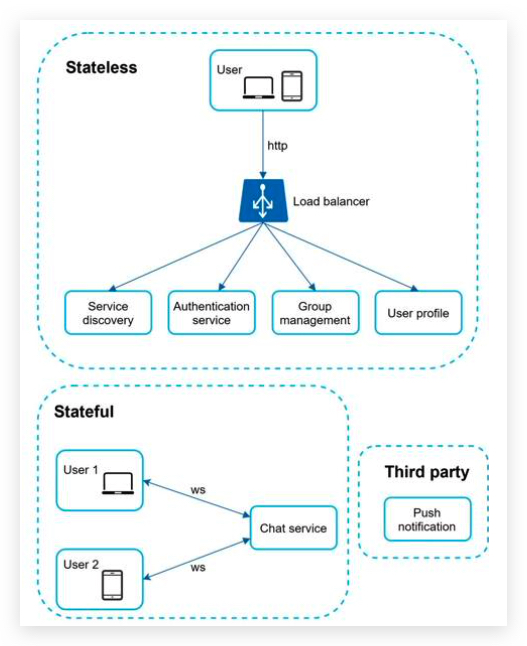 Stateless
User
http
Load balancer
Service
discovery
Authentication
service
Group
management
User profile
Stateful
User 1
ws
Chat service
User 2
ws
Third party
Push
notification